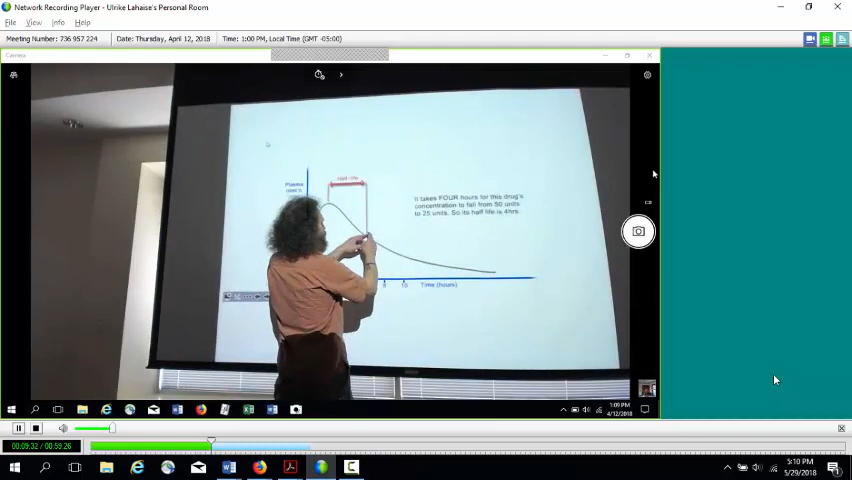 Network Recording Player - Ulrike Lahaise's Personal Room
File View Info Help
Meeting Number: 736 957 224 Date: Thursday, April 12, 2018 Time: 1:00 PM, Local Time (GMT -05:00)
Camera
Half-life
Plasma
It takes FOUR hours for this drug's
concentration to fall from 50 units
to 25 units. So its half life is 4hrs.
8 10 Time (hours)
1:09 PM
4/12/2018
00:09:32 / 00:59:26
5:10 PM
5/29/2018